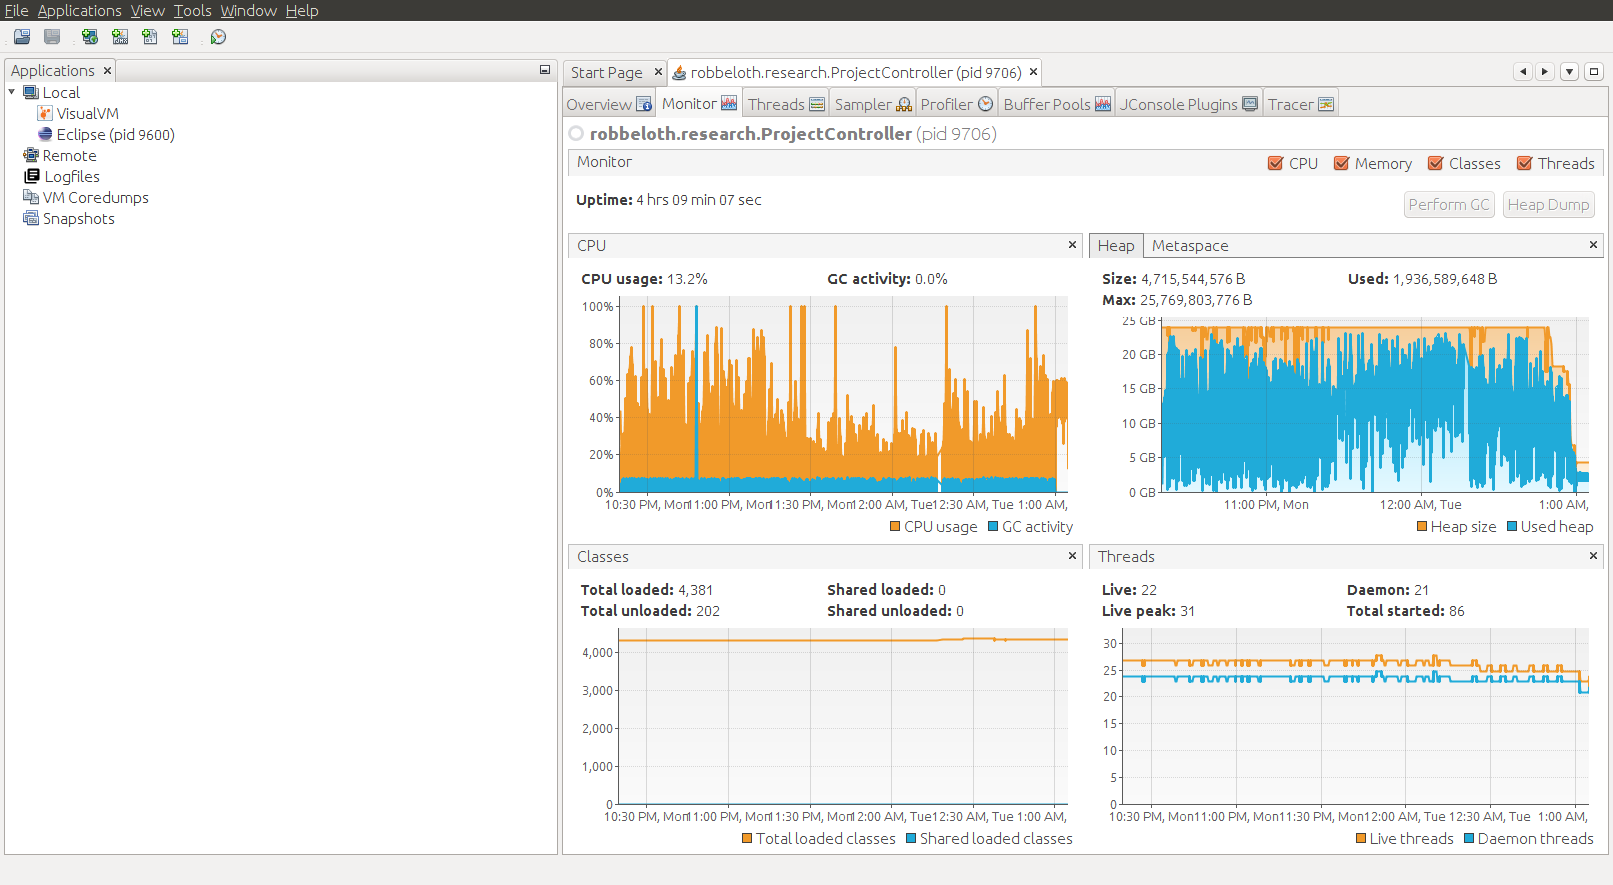 File Applications View Tools Window Help
Applications
Local
VisualVM
Eclipse (pid 9600)
Remote
Logfiles
VM Coredumps
Snapshots
Start Page robbeloth.research.ProjectController (pid 9706)
Overview Monitor Threads Sampler Profiler Buffer Pools JConsole Plugins Tracer
robbeloth.research.ProjectController (pid 9706)
Monitor CPU Memory Classes Threads
Uptime: 4 hrs 09 min 07 sec Perform GC Heap Dump
CPU
CPU usage: 13.2% GC activity: 0.0%
100%
80%
60%
40%
20%
0%
10:30 PM, Mon 11:00 PM, Mon 11:30 PM, Mon 12:00 AM, Tue 12:30 AM, Tue 1:00 AM,
CPU usage GC activity
Heap Metaspace
Size: 4,715,544,576 B Used: 1,936,589,648 B
Max: 25,769,803,776 B
25 GB
20 GB
15 GB
10 GB
5 GB
0 GB
11:00 PM, Mon 12:00 AM, Tue 1:00 AM,
Heap size Used heap
Classes
Total loaded: 4,381 Shared loaded: 0
Total unloaded: 202 Shared unloaded: 0
4,000
3,000
2,000
1,000
0
10:30 PM, Mon 11:00 PM, Mon 11:30 PM, Mon 12:00 AM, Tue 12:30 AM, Tue 1:00 AM,
Total loaded classes Shared loaded classes
Threads
Live: 22 Daemon: 21
Live peak: 31 Total started: 86
30
25
20
15
10
5
0
10:30 PM, Mon 11:00 PM, Mon 11:30 PM, Mon 12:00 AM, Tue 12:30 AM, Tue 1:00 AM,
Live threads Daemon threads